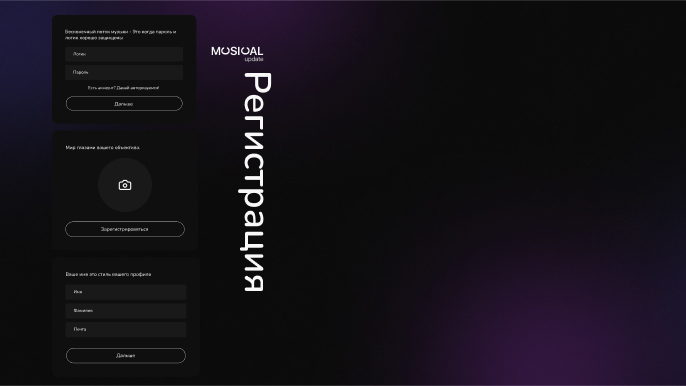 Бесконечный поток музыки - Это когда пароль и
логин хорошо защищены
Логин
Пароль
Есть аккаунт? Давай авторизуемся!
Дальше
Мир глазами вашего объектива.
Зарегистрироваться
Ваше имя это стиль вашего профиля
Имя
Фамилия
Почта
Дальше
MUSICAL
update
Регистрация